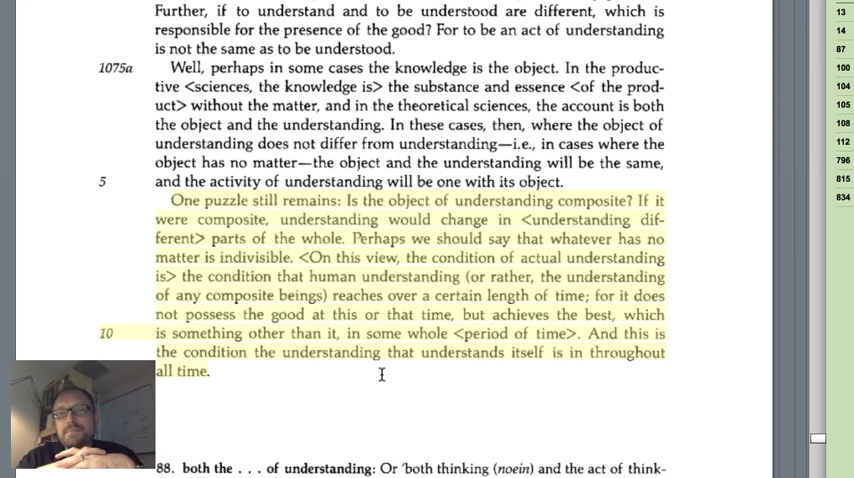 Further, if to understand and to be understood are different, which is
responsible for the presence of the good? For to be an act of understanding
is not the same as to be understood.
1075a Well, perhaps in some cases the knowledge is the object. In the produc-
tive <sciences, the knowledge is> the substance and essence <of the prod-
uct> without the matter, and in the theoretical sciences, the account is both
the object and the understanding. In these cases, then, where the object of
understanding does not differ from understanding—i.e., in cases where the
object has no matter—the object and the understanding will be the same,
5 and the activity of understanding will be one with its object.
One puzzle still remains: Is the object of understanding composite? If it
were composite, understanding would change in <understanding dif-
ferent> parts of the whole. Perhaps we should say that whatever has no
matter is indivisible. <On this view, the condition of actual understanding
is> the condition that human understanding (or rather, the understanding
of any composite beings) reaches over a certain length of time; for it does
not possess the good at this or that time, but achieves the best, which
10 is something other than it, in some whole <period of time>. And this is
the condition the understanding that understands itself is in throughout
all time.
88. both the . . . of understanding: Or 'both thinking (noein) and the act of think-
13
14
87
100
104
105
108
112
796
815
834